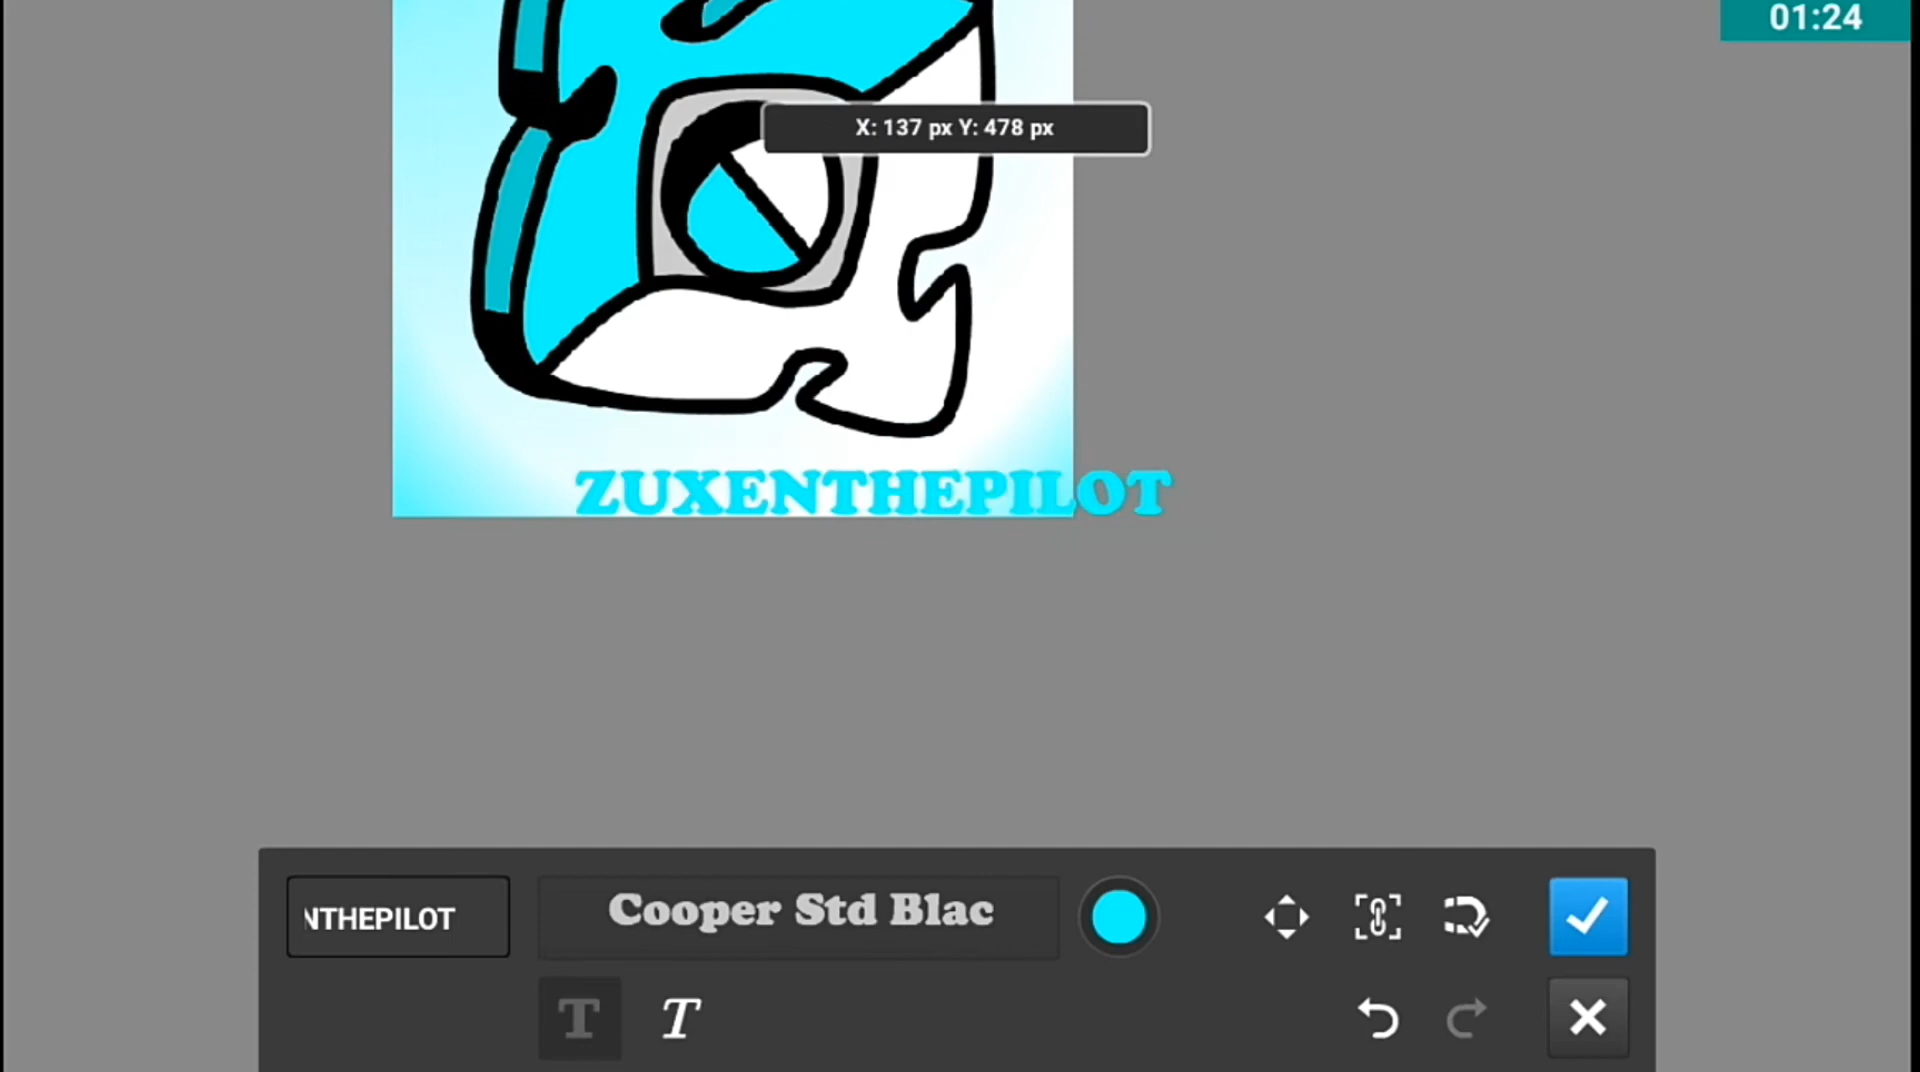 01:24
X: 137 px Y: 478 px
ZUXENTHEPILOT
NTHEPILOT
Cooper Std Blac
T T